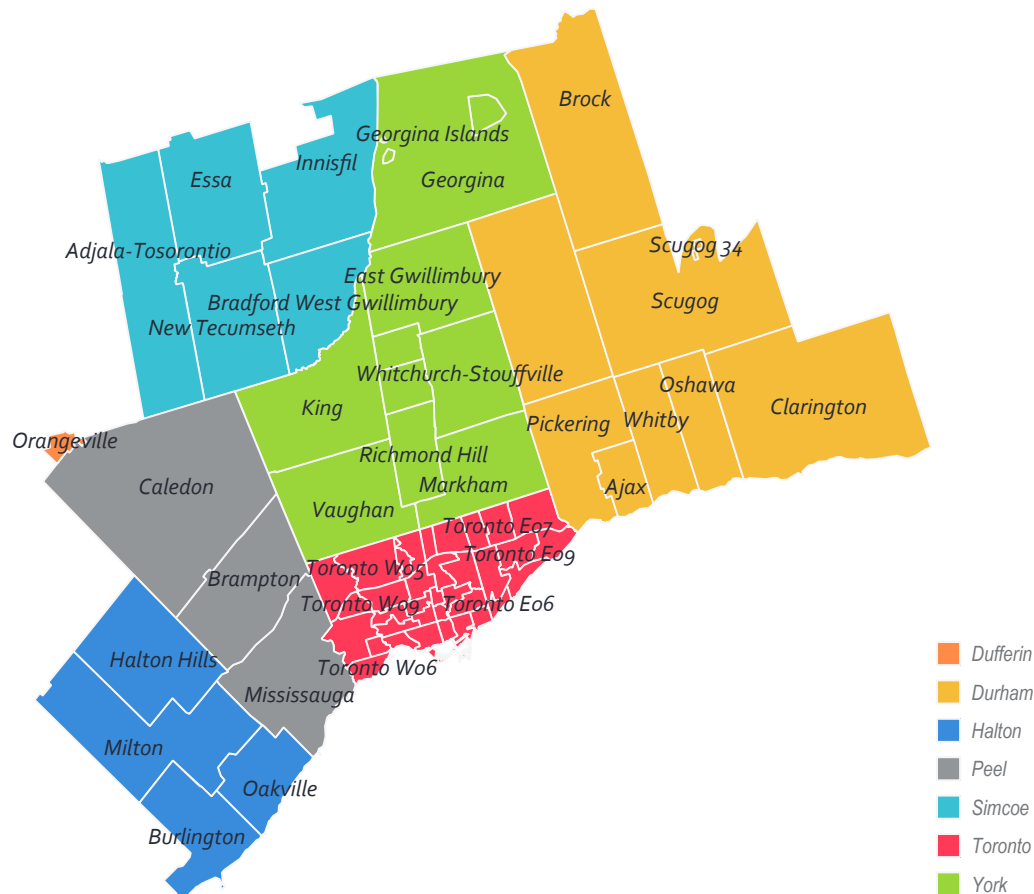 Brock
Georgina Islands
Innisfil
Essa
Georgina
Adjala-Tosorontio
Scugog 34
East Gwillimbury
Scugog
Bradford West Gwillimbury
New Tecumseth
Whitchurch-Stouffville
Oshawa
King
Clarington
Pickering
Whitby
Orangeville
Richmond Hill
Caledon
Markham
Ajax
Vaughan
Toronto E07
Toronto E09
Toronto W05
Brampton
Toronto W09
Toronto E06
Halton Hills
Toronto W06
Mississauga
Milton
Oakville
Burlington
Dufferin
Durham
Halton
Peel
Simcoe
Toronto
York